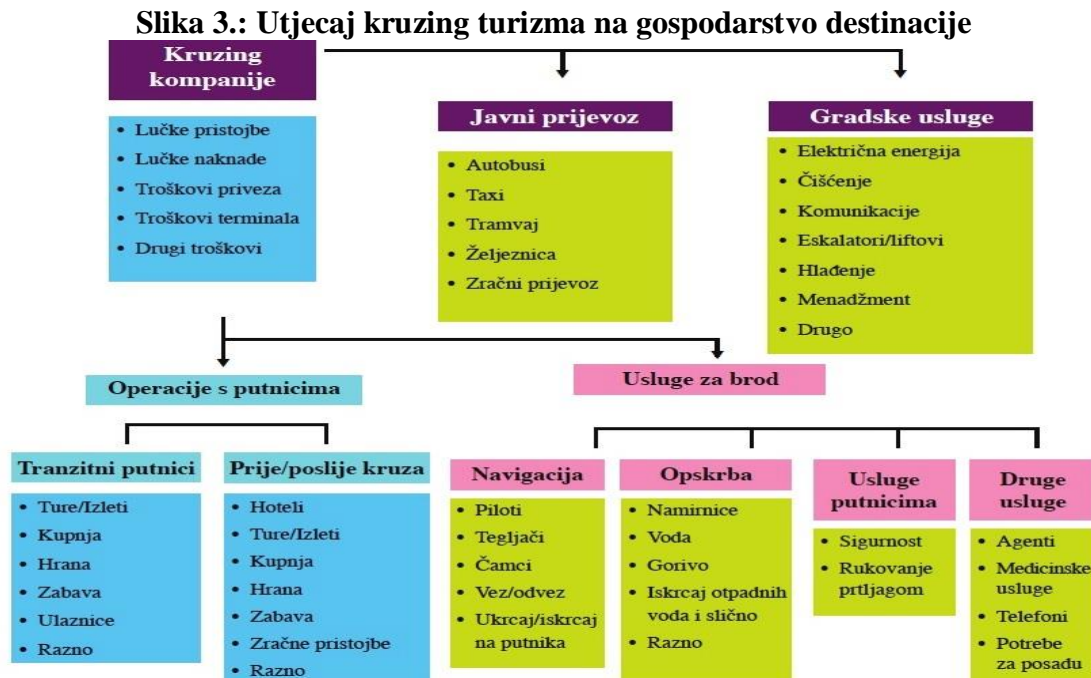 Slika 3.: Utjecaj kruzing turizma na gospodarstvo destinacije
Kruzing
kompanije
• Lučke pristojbe
• Lučke naknade
• Troškovi priveza
• Troškovi terminala
• Drugi troškovi
Javni prijevoz
• Autobusi
• Taxi
• Tramvaj
• Željeznica
• Zračni prijevoz
Gradske usluge
• Električna energija
• Čišćenje
• Komunikacije
• Eskalatori/liftovi
• Hlađenje
• Menadžment
• Drugo
Operacije s putnicima
Usluge za brod
Tranzitni putnici
• Ture/Izleti
• Kupnja
• Hrana
• Zabava
• Ulaznice
• Razno
Prije/poslije kruza
• Hoteli
• Ture/Izleti
• Kupnja
• Hrana
• Zabava
• Zračne pristojbe
• Razno
Navigacija
• Piloti
• Tegljači
• Čamci
• Vez/odvez
• Ukrcaj/iskrcaj
na putnika
Opskrba
• Namirnice
• Voda
• Gorivo
• Iskrcaj otpadnih
voda i slično
• Razno
Usluge
putnicima
• Sigurnost
• Rukovanje
prtljagom
Druge
usluge
• Agenti
• Medicinske
usluge
• Telefoni
• Potrebe
za posadu